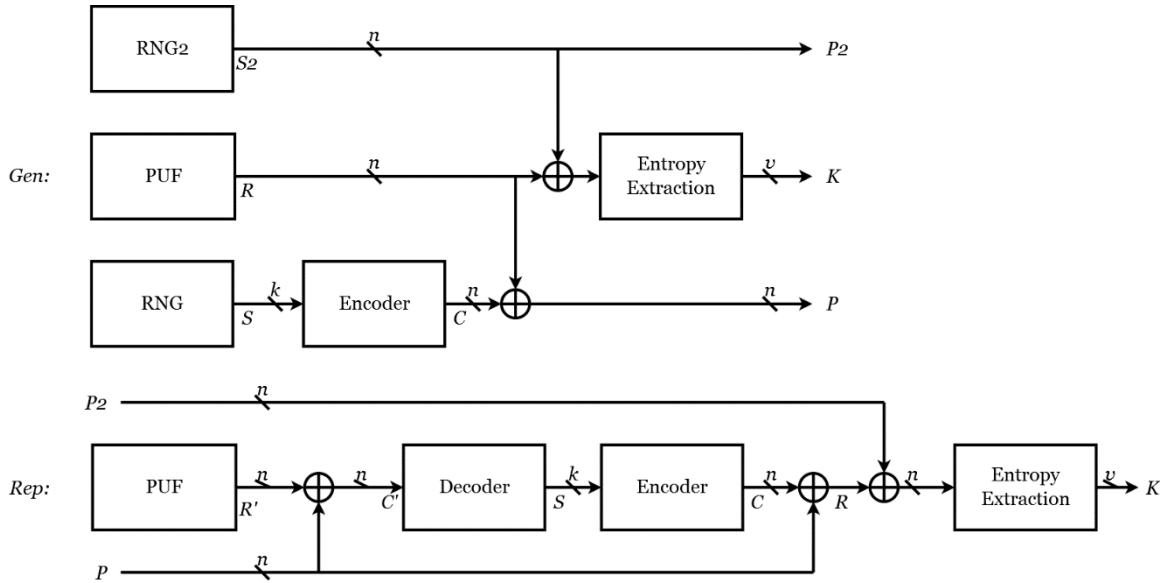 RNG2
S2
n
P2
Gen:
PUF
R
n
Entropy
Extraction
v
K
RNG
S
k
Encoder
C
n
n
P
P2
n
Rep:
PUF
R'
n
n
C'
Decoder
S
k
Encoder
C
n
R
n
Entropy
Extraction
v
K
P
n